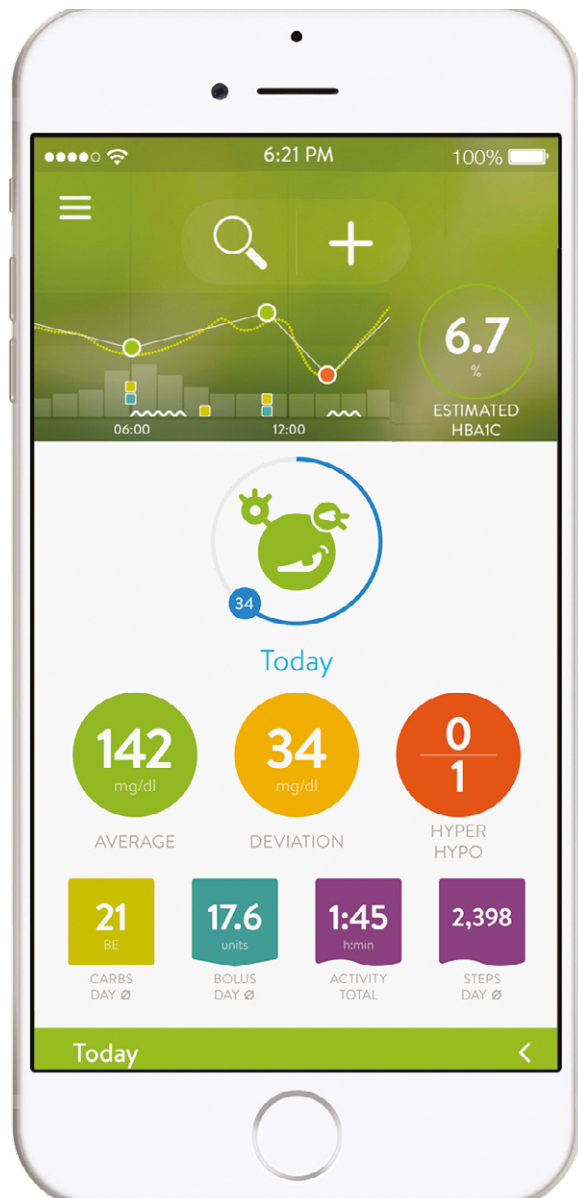 6:21 PM
100%
6.7
%
ESTIMATED
HBA1C
06:00
12:00
34
Today
142
mg/dl
AVERAGE
34
mg/dl
DEVIATION
0
1
HYPER
HYPO
21
BE
CARBS
DAY Ø
17.6
units
BOLUS
DAY Ø
1:45
h:min
ACTIVITY
TOTAL
2,398
STEPS
DAY Ø
Today